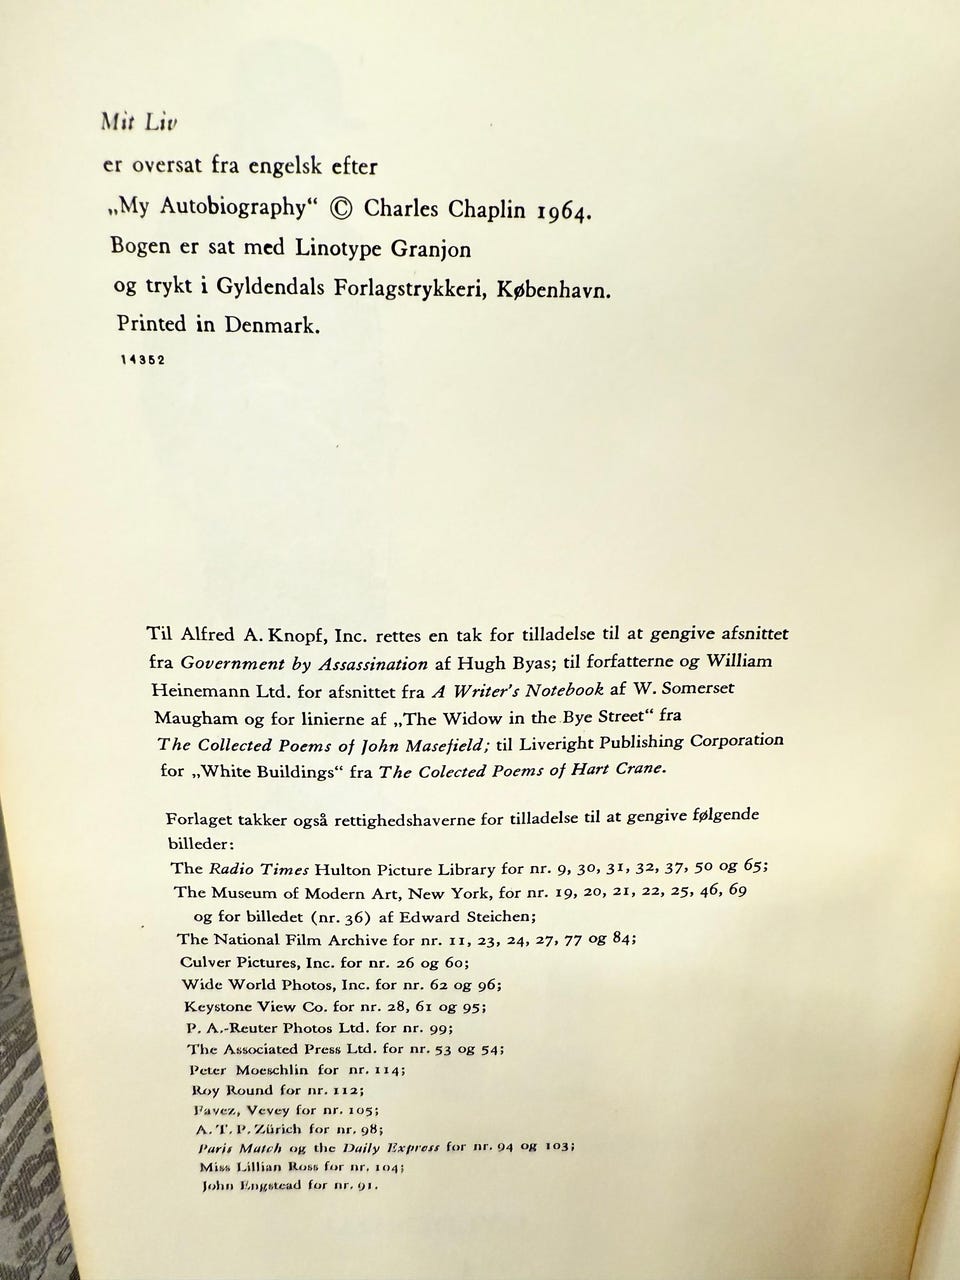 Mit Liv
er oversat fra engelsk efter
„My Autobiography“ © Charles Chaplin 1964.
Bogen er sat med Linotype Granjon
og trykt i Gyldendals Forlagstrykkeri, København.
Printed in Denmark.
14352
Til Alfred A. Knopf, Inc. rettes en tak for tilladelse til at gengive afsnittet
fra Government by Assassination af Hugh Byas; til forfatterne og William
Heinemann Ltd. for afsnittet fra A Writer's Notebook af W. Somerset
Maugham og for linierne af „The Widow in the Bye Street“ fra
The Collected Poems of John Masefield; til Liveright Publishing Corporation
for „White Buildings“ fra The Colected Poems of Hart Crane.
Forlaget takker også rettighedshaverne for tilladelse til at gengive følgende
billeder:
The Radio Times Hulton Picture Library for nr. 9, 30, 31, 32, 37, 50 og 65;
The Museum of Modern Art, New York, for nr. 19, 20, 21, 22, 25, 46, 69
og for billedet (nr. 36) af Edward Steichen;
The National Film Archive for nr. 11, 23, 24, 27, 77 og 84;
Culver Pictures, Inc. for nr. 26 og 60;
Wide World Photos, Inc. for nr. 62 og 96;
Keystone View Co. for nr. 28, 61 og 95;
P. A.-Reuter Photos Ltd. for nr. 99;
The Associated Press Ltd. for nr. 53 og 54;
Peter Moeschlin for nr. 114;
Roy Round for nr. 112;
Favez, Vevey for nr. 105;
A. T. P. Zürich for nr. 98;
Paris Match og the Daily Express for nr. 94 og 103;
Miss Lillian Ross for nr. 104;
John Engstead for nr. 91.